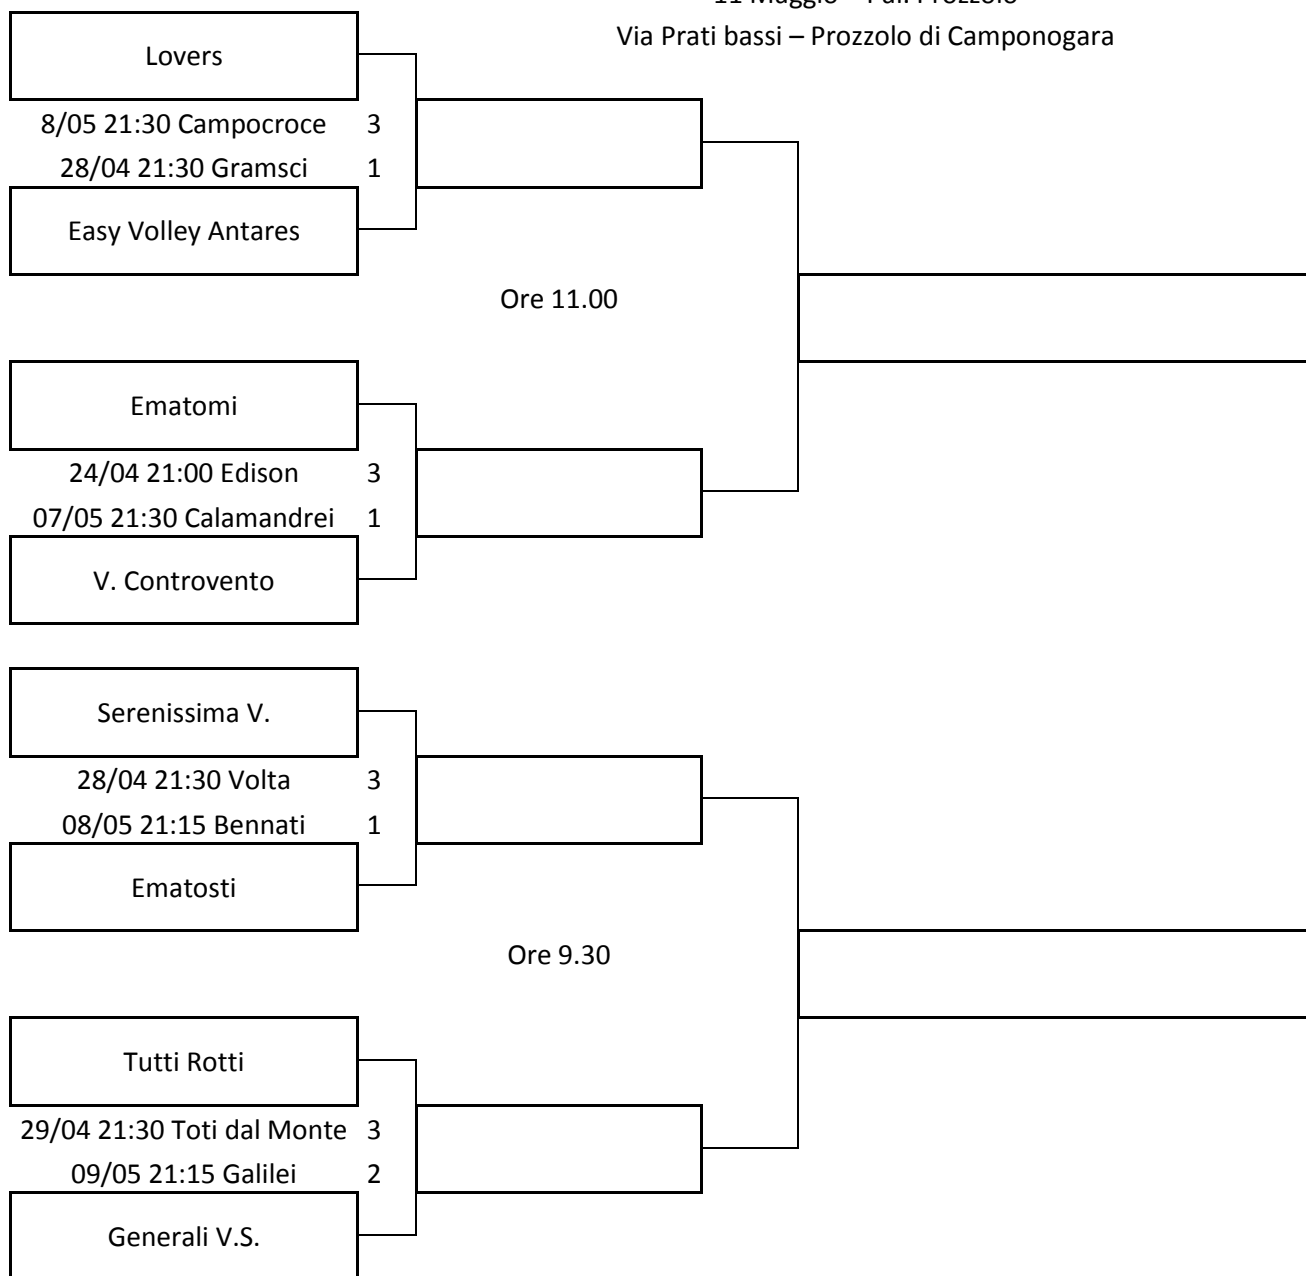 Via Prati bassi – Prozzolo di Camponogara
Lovers
8/05 21:30 Campocroce 3
28/04 21:30 Gramsci 1
Easy Volley Antares
Ore 11.00
Ematomi
24/04 21:00 Edison 3
07/05 21:30 Calamandrei 1
V. Controvento
Serenissima V.
28/04 21:30 Volta 3
08/05 21:15 Bennati 1
Ematosti
Ore 9.30
Tutti Rotti
29/04 21:30 Toti dal Monte 3
09/05 21:15 Galilei 2
Generali V.S.